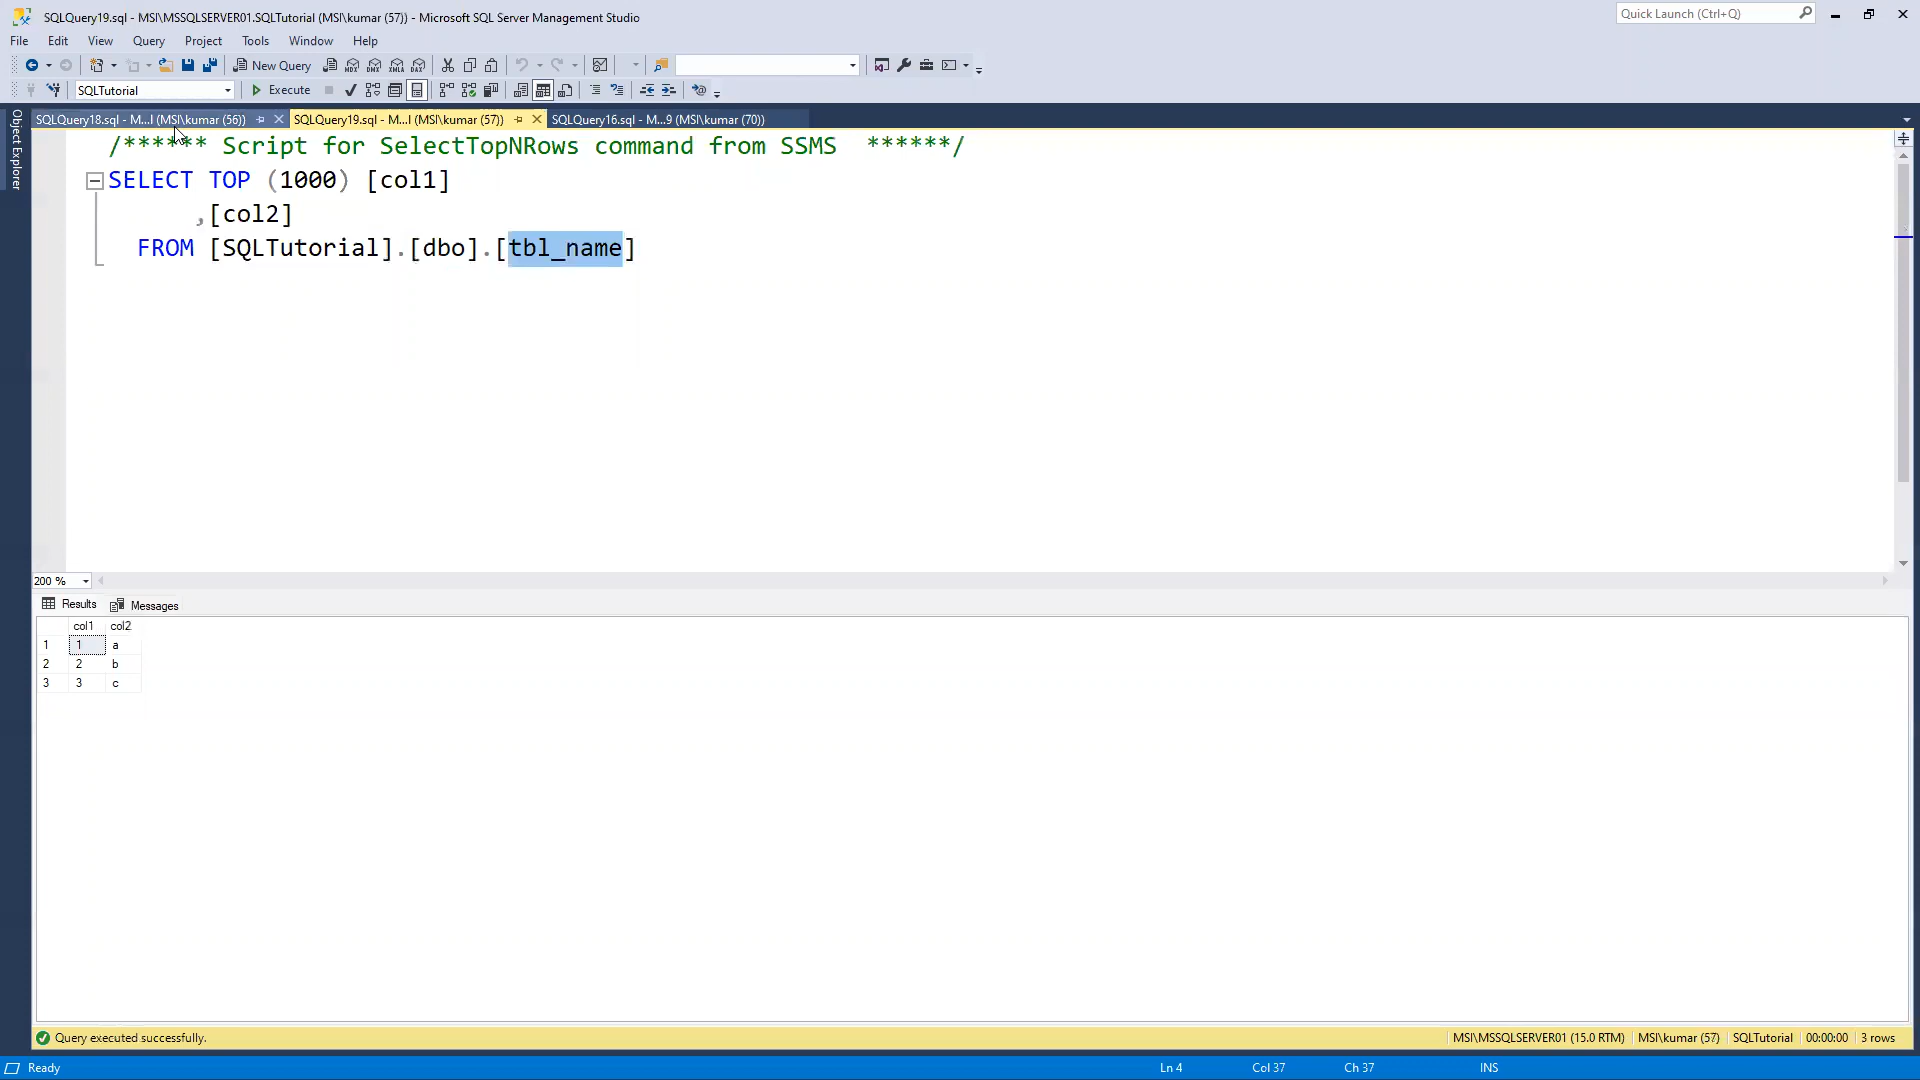 SQLQuery19.sql - MSI\MSSQLSERVER01.SQLTutorial (MSI\kumar (57)) - Microsoft SQL Server Management Studio
Quick Launch (Ctrl+Q)
File Edit View Query Project Tools Window Help
New Query
SQLTutorial Execute
SQLQuery18.sql - M...l (MSI\kumar (56)) SQLQuery19.sql - M...l (MSI\kumar (57)) SQLQuery16.sql - M...9 (MSI\kumar (70))
Object Explorer
/****** Script for SelectTopNRows command from SSMS ******/
SELECT TOP (1000) [col1]
,[col2]
FROM [SQLTutorial].[dbo].[tbl_name]
200 %
Results Messages
col1 col2
1 1 a
2 2 b
3 3 c
Query executed successfully. MSI\MSSQLSERVER01 (15.0 RTM) MSI\kumar (57) SQLTutorial 00:00:00 3 rows
Ready Ln 4 Col 37 Ch 37 INS